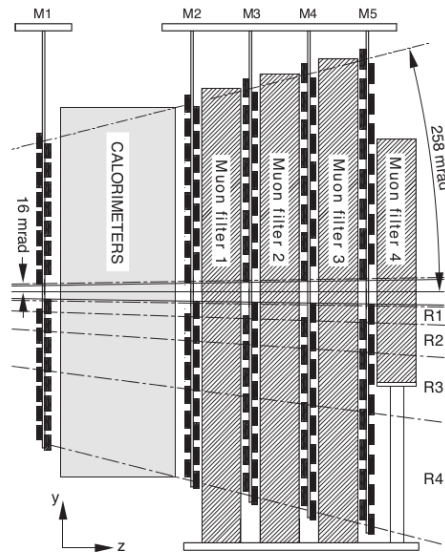 M1
M2
M3
M4
M5
258 mrad
16 mrad
CALORIMETERS
Muon filter 1
Muon filter 2
Muon filter 3
Muon filter 4
R1
R2
R3
R4
y
z